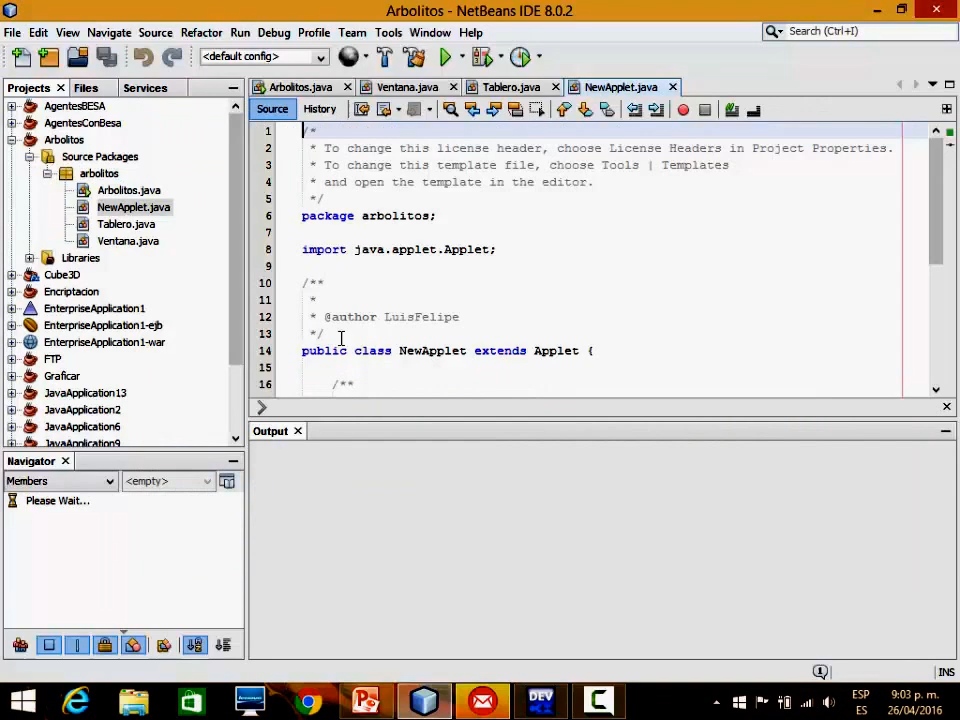 Arbolitos - NetBeans IDE 8.0.2
File Edit View Navigate Source Refactor Run Debug Profile Team Tools Window Help
Search (Ctrl+I)
<default config>
Projects Files Services
Arbolitos.java Ventana.java Tablero.java NewApplet.java
Source History
AgentesBESA
AgentesConBesa
Arbolitos
Source Packages
arbolitos
Arbolitos.java
NewApplet.java
Tablero.java
Ventana.java
Libraries
Cube3D
Encriptacion
EnterpriseApplication1
EnterpriseApplication1-ejb
EnterpriseApplication1-war
FTP
Graficar
JavaApplication13
JavaApplication2
JavaApplication6
JavaApplication9
1 /*
2 * To change this license header, choose License Headers in Project Properties.
3 * To change this template file, choose Tools | Templates
4 * and open the template in the editor.
5 */
6 package arbolitos;
7
8 import java.applet.Applet;
9
10 /**
11 *
12 * @author LuisFelipe
13 */
14 public class NewApplet extends Applet {
15
16 /**
Output
Navigator
Members <empty>
Please Wait...
INS
DEV
ESP
ES
9:03 p. m.
26/04/2016